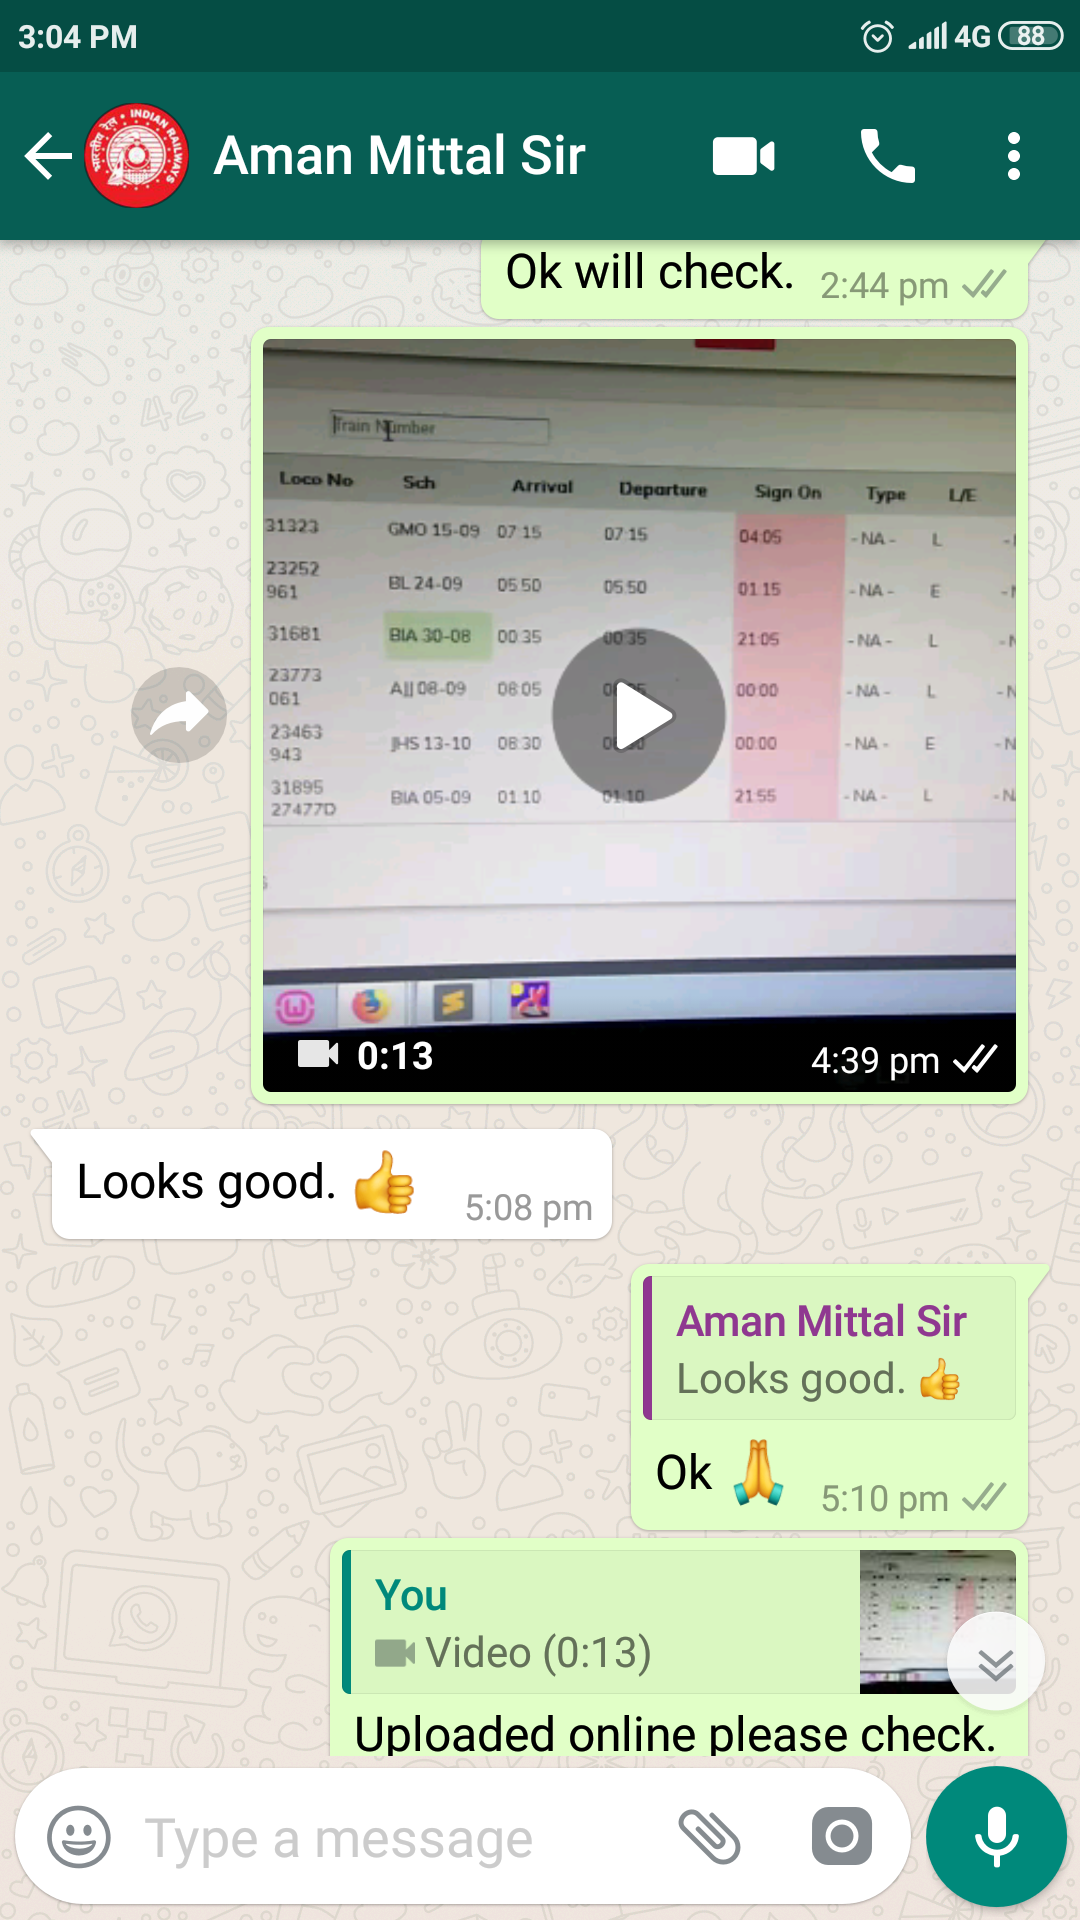 3:04 PM
4G 88
भारतीय रेल • INDIAN RAILWAYS
Aman Mittal Sir
Ok will check. 2:44 pm
Train Number
Loco No Sch Arrival Departure Sign On Type L/E
31323 GMO 15-09 07:15 07:15 04:05 - NA - L -
23252
961 BL 24-09 05:50 05:50 01:15 - NA - E -
31681 BIA 30-08 00:35 00:35 21:05 - NA - L - N
23773
061 AJJ 08-09 08:05 00:00 - NA - L - N
23463
943 JHS 13-10 08:30 00:00 - NA - E - N
31895
27477D BIA 05-09 01:10 01:10 21:55 - NA - L - N
0:13 4:39 pm
Looks good. 👍 5:08 pm
Aman Mittal Sir
Looks good. 👍
Ok 🙏 5:10 pm
You
Video (0:13)
Uploaded online please check.
Type a message